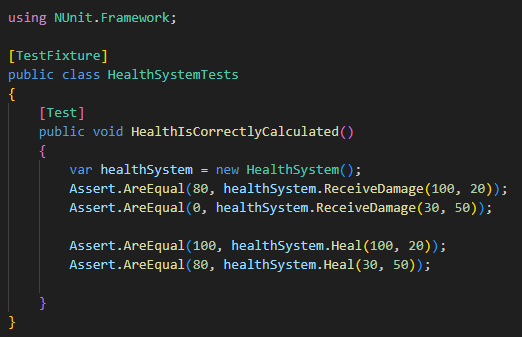 using NUnit.Framework;
[TestFixture]
public class HealthSystemTests
{
[Test]
public void HealthIsCorrectlyCalculated()
{
var healthSystem = new HealthSystem();
Assert.AreEqual(80, healthSystem.ReceiveDamage(100, 20));
Assert.AreEqual(0, healthSystem.ReceiveDamage(30, 50));
Assert.AreEqual(100, healthSystem.Heal(100, 20));
Assert.AreEqual(80, healthSystem.Heal(30, 50));
}
}